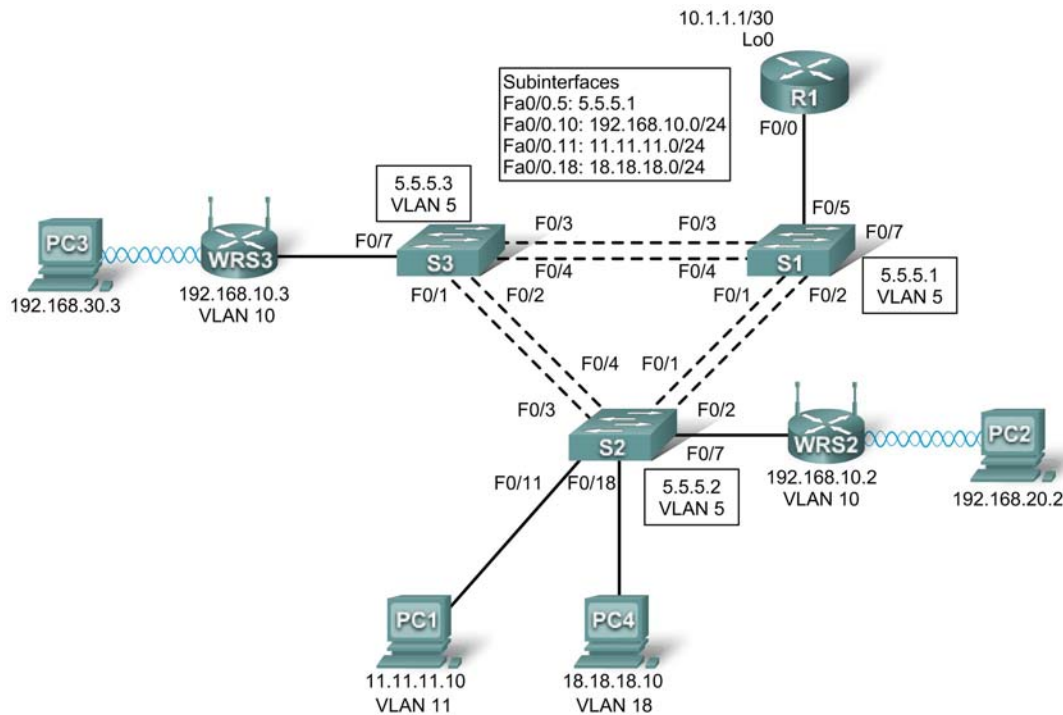 10.1.1.1/30
Lo0
R1
F0/0
Subinterfaces
Fa0/0.5: 5.5.5.1
Fa0/0.10: 192.168.10.0/24
Fa0/0.11: 11.11.11.0/24
Fa0/0.18: 18.18.18.0/24
5.5.5.3
VLAN 5
PC3
192.168.30.3
WRS3
192.168.10.3
VLAN 10
F0/7
S3
F0/3
F0/4
F0/1
F0/2
F0/3
F0/4
F0/5
F0/7
S1
F0/1
F0/2
5.5.5.1
VLAN 5
F0/4
F0/3
F0/1
F0/2
S2
F0/7
F0/11
F0/18
5.5.5.2
VLAN 5
WRS2
192.168.10.2
VLAN 10
PC2
192.168.20.2
PC1
11.11.11.10
VLAN 11
PC4
18.18.18.10
VLAN 18